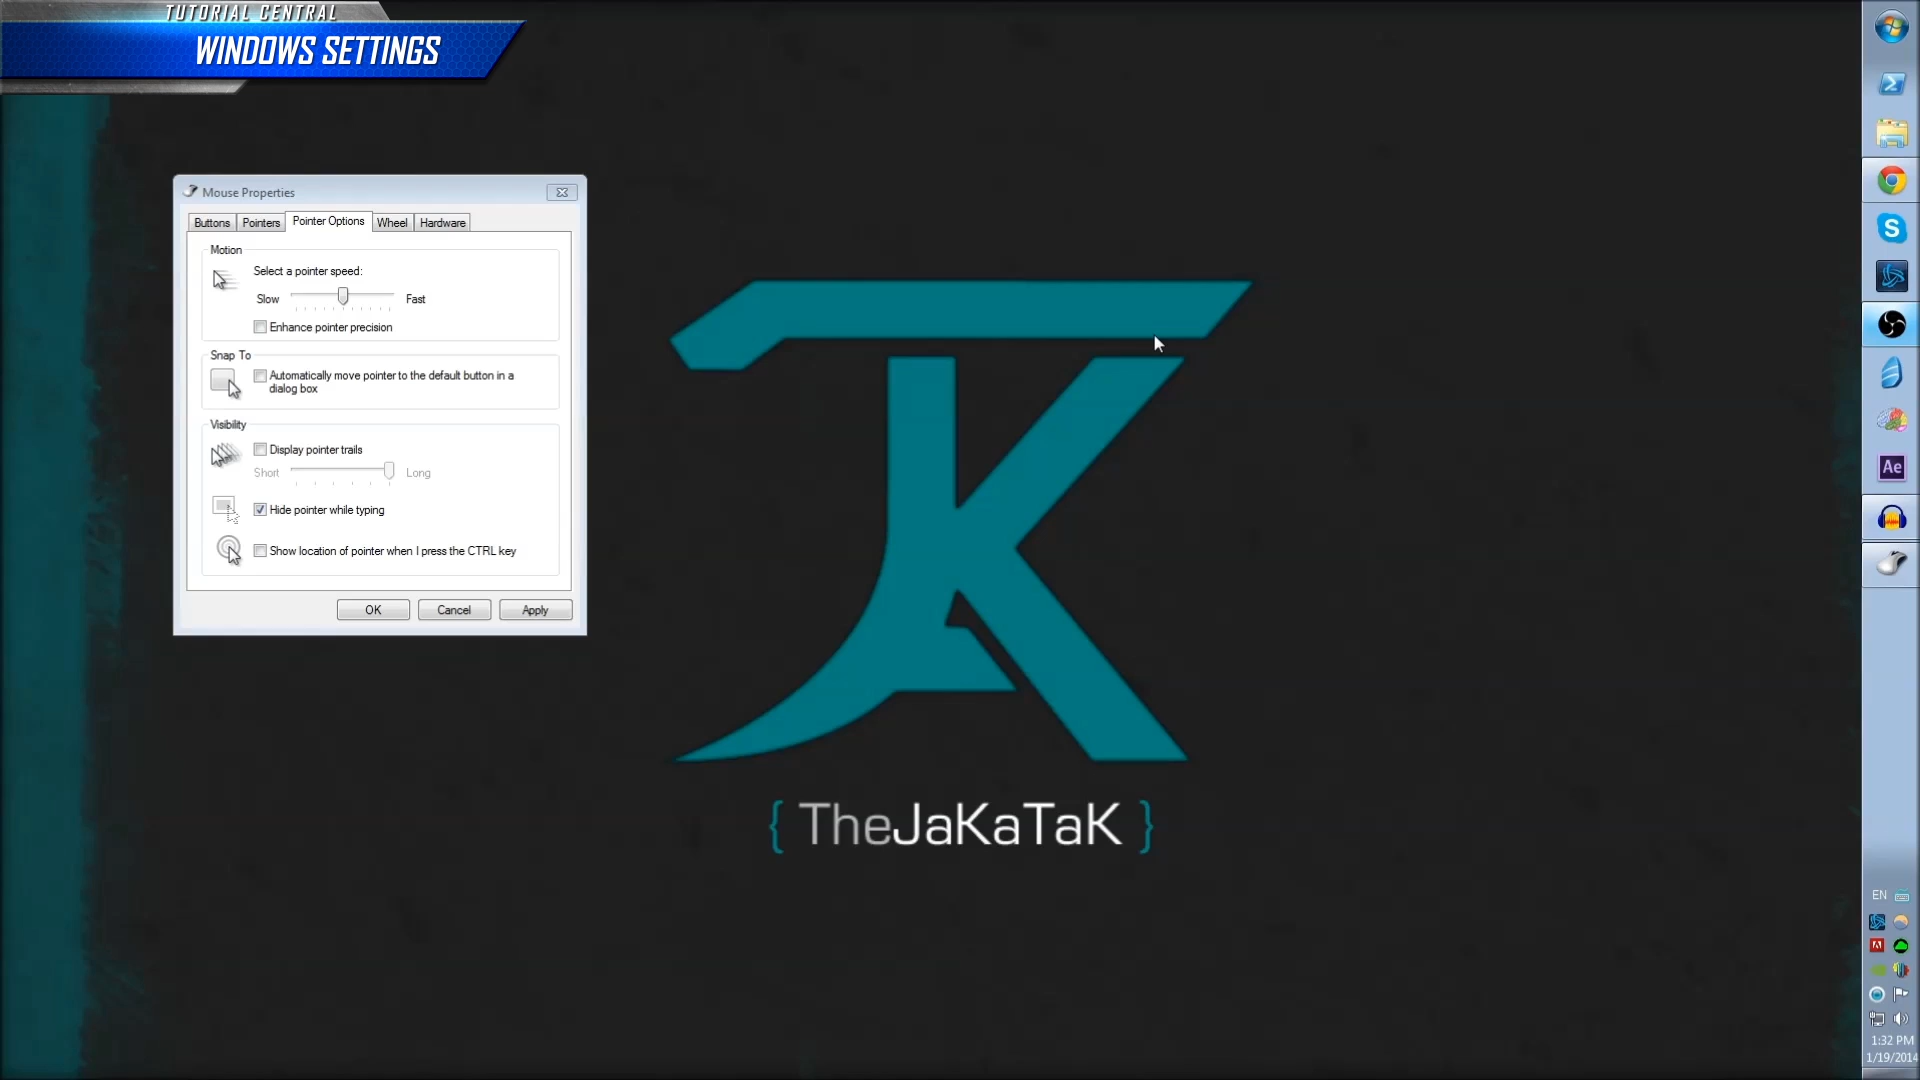 TUTORIAL CENTRAL
WINDOWS SETTINGS
Mouse Properties
Buttons Pointers Pointer Options Wheel Hardware
Motion
Select a pointer speed:
Slow Fast
Enhance pointer precision
Snap To
Automatically move pointer to the default button in a
dialog box
Visibility
Display pointer trails
Short Long
Hide pointer while typing
Show location of pointer when I press the CTRL key
OK Cancel Apply
{ TheJaKaTaK }
S
Ae
EN
1:32 PM
1/19/2014